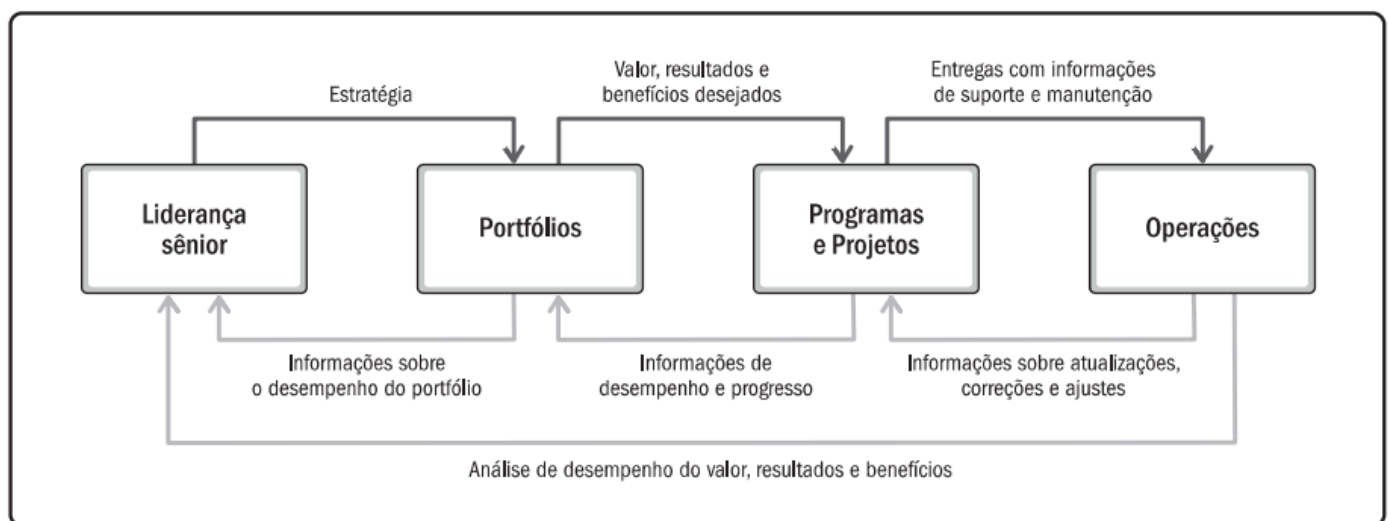 Estratégia
Valor, resultados e
benefícios desejados
Entregas com informações
de suporte e manutenção
Liderança
sênior
Portfólios
Programas
e Projetos
Operações
Informações sobre
o desempenho do portfólio
Informações de
desempenho e progresso
Informações sobre atualizações,
correções e ajustes
Análise de desempenho do valor, resultados e benefícios